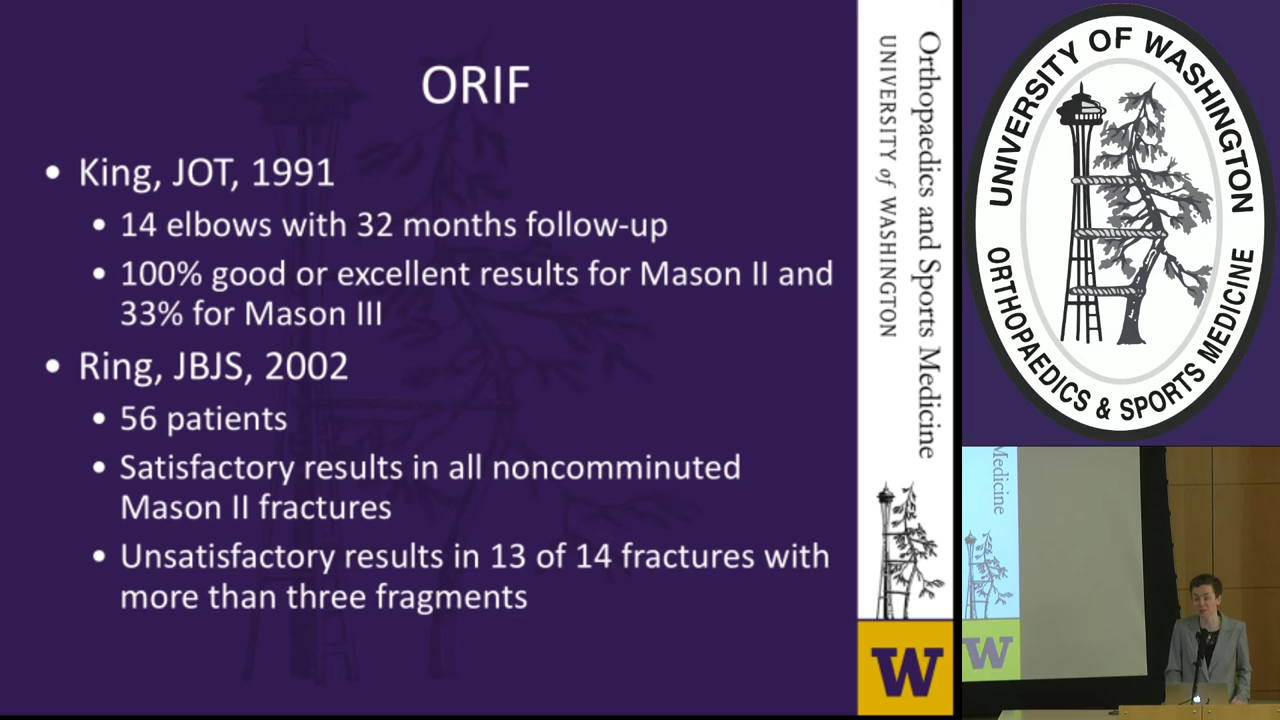 ORIF
• King, JOT, 1991
• 14 elbows with 32 months follow-up
• 100% good or excellent results for Mason II and
33% for Mason III
• Ring, JBJS, 2002
• 56 patients
• Satisfactory results in all noncomminuted
Mason II fractures
• Unsatisfactory results in 13 of 14 fractures with
more than three fragments
Orthopaedics and Sports Medicine
UNIVERSITY of WASHINGTON
W
UNIVERSITY OF WASHINGTON
ORTHOPAEDICS & SPORTS MEDICINE
Medicine
W